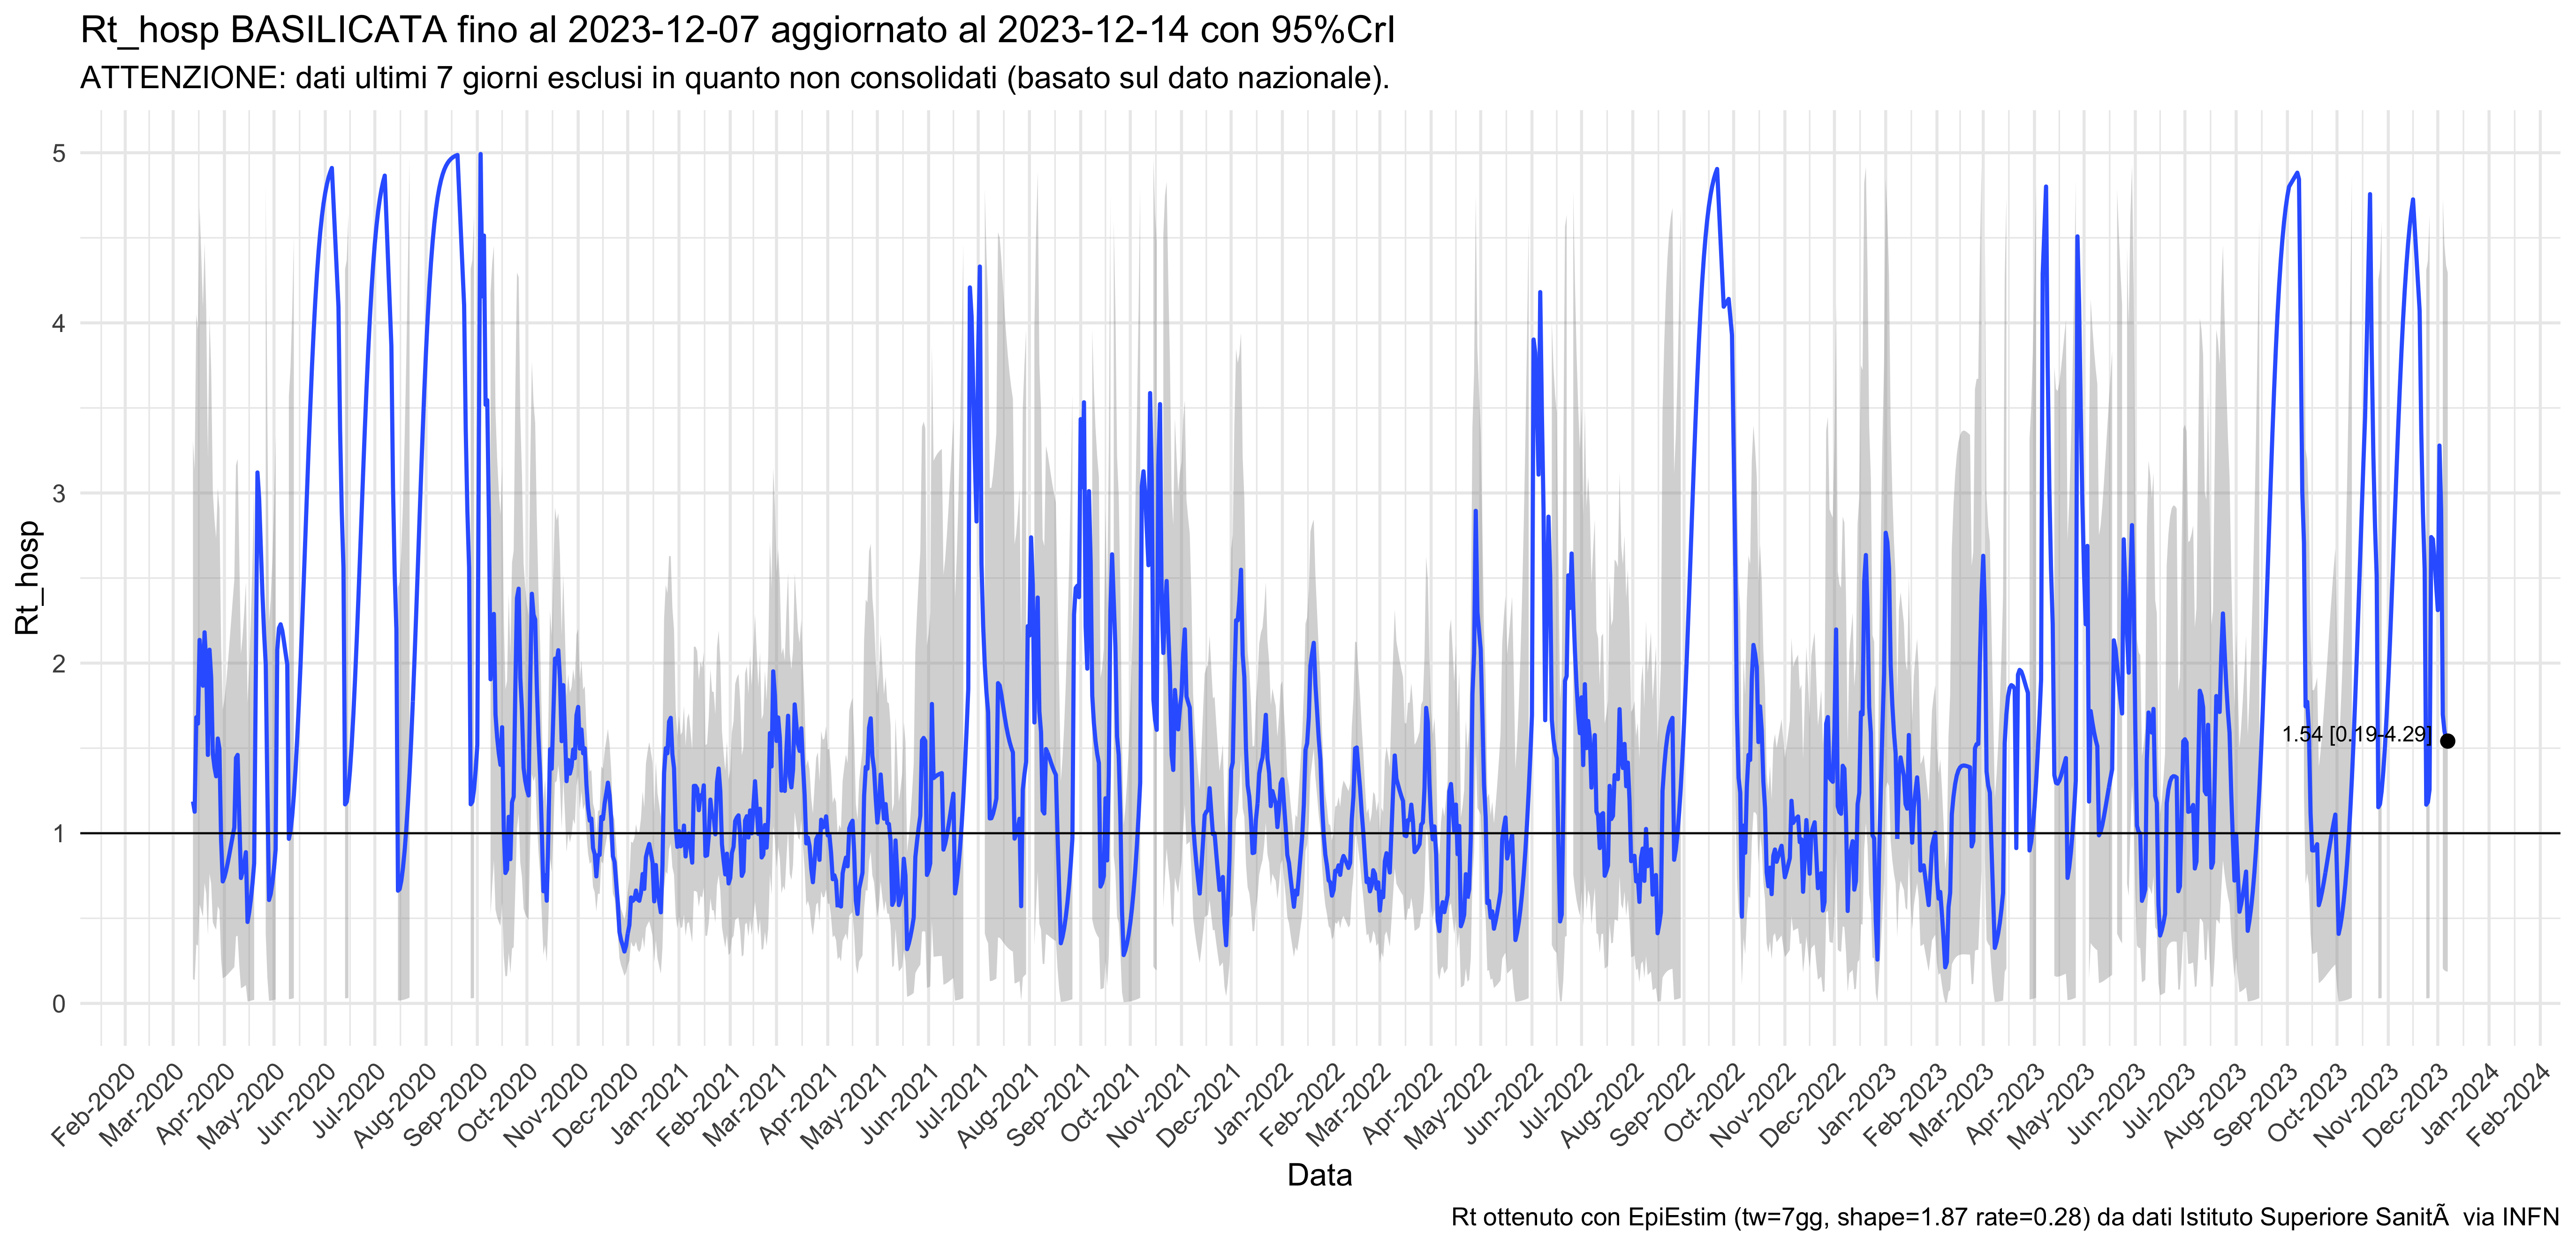 Rt_hosp BASILICATA fino al 2023-12-07 aggiornato al 2023-12-14 con 95%CrI
ATTENZIONE: dati ultimi 7 giorni esclusi in quanto non consolidati (basato sul dato nazionale).
5
4
3
2
1
0
Rt_hosp
1.54 [0.19-4.29]
Feb-2020
Mar-2020
Apr-2020
May-2020
Jun-2020
Jul-2020
Aug-2020
Sep-2020
Oct-2020
Nov-2020
Dec-2020
Jan-2021
Feb-2021
Mar-2021
Apr-2021
May-2021
Jun-2021
Jul-2021
Aug-2021
Sep-2021
Oct-2021
Nov-2021
Dec-2021
Jan-2022
Feb-2022
Mar-2022
Apr-2022
May-2022
Jun-2022
Jul-2022
Aug-2022
Sep-2022
Oct-2022
Nov-2022
Dec-2022
Jan-2023
Feb-2023
Mar-2023
Apr-2023
May-2023
Jun-2023
Jul-2023
Aug-2023
Sep-2023
Oct-2023
Nov-2023
Dec-2023
Jan-2024
Feb-2024
Data
Rt ottenuto con EpiEstim (tw=7gg, shape=1.87 rate=0.28) da dati Istituto Superiore SanitÃ  via INFN